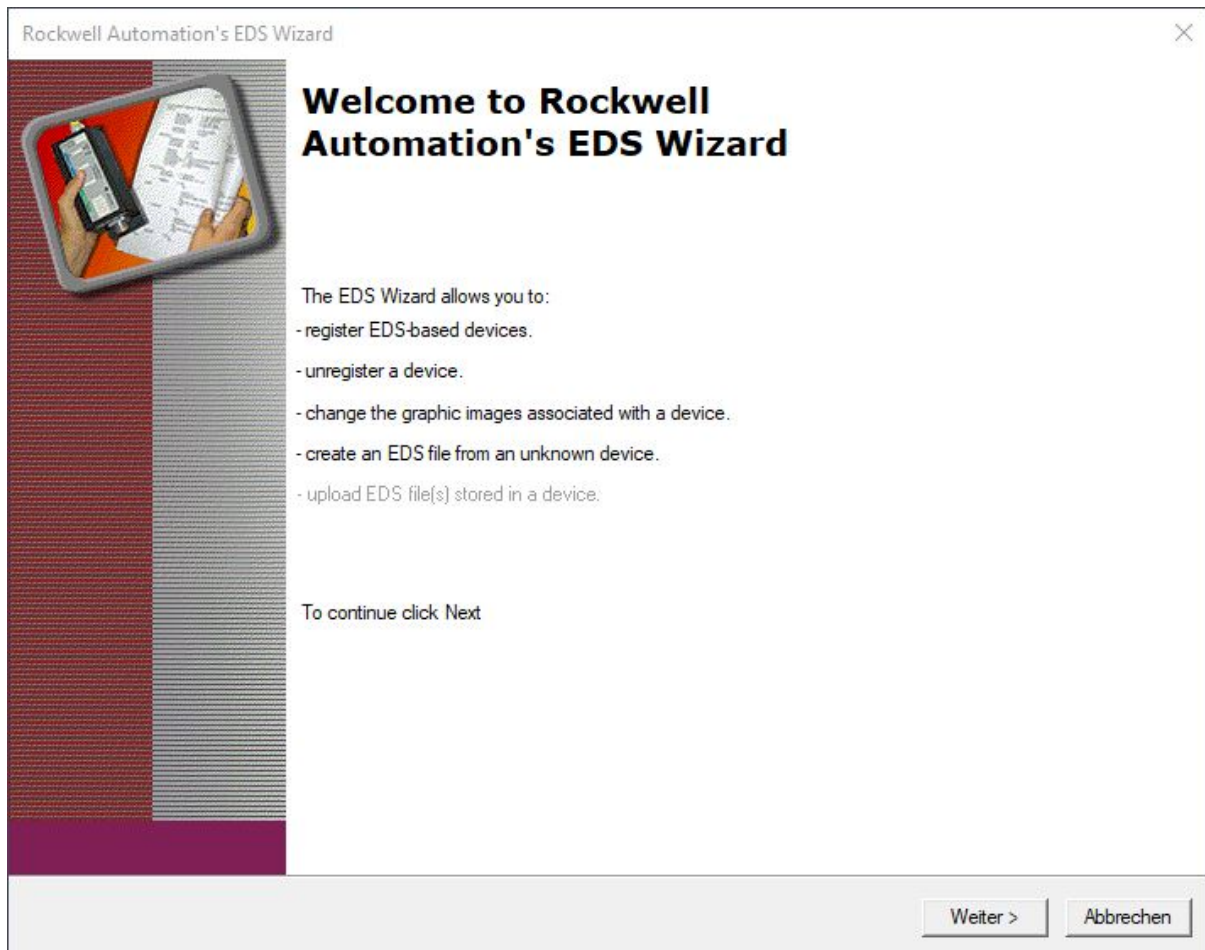 Rockwell Automation's EDS Wizard
Welcome to Rockwell
Automation's EDS Wizard
The EDS Wizard allows you to:
- register EDS-based devices.
- unregister a device.
- change the graphic images associated with a device.
- create an EDS file from an unknown device.
- upload EDS file(s) stored in a device.
To continue click Next
Weiter >
Abbrechen